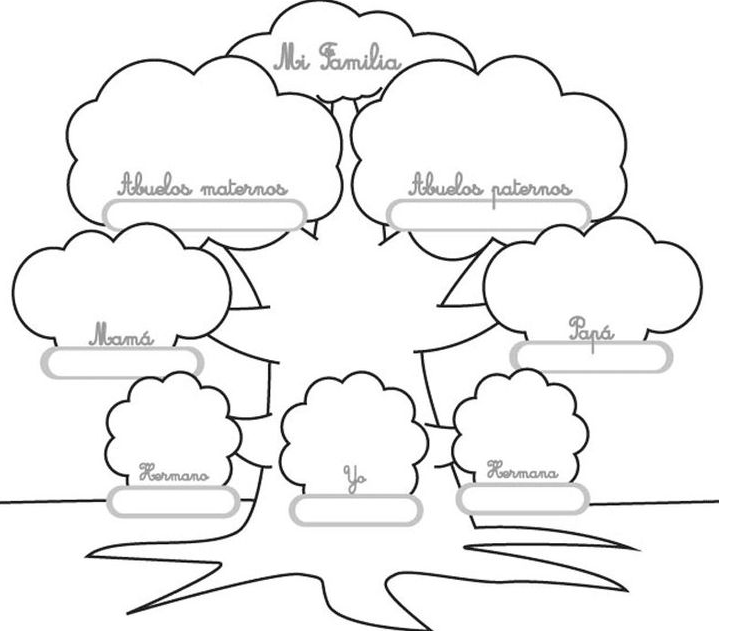 Mi Familia
Abuelos maternos
Abuelos paternos
Mamá
Papá
Hermano
Yo
Hermana